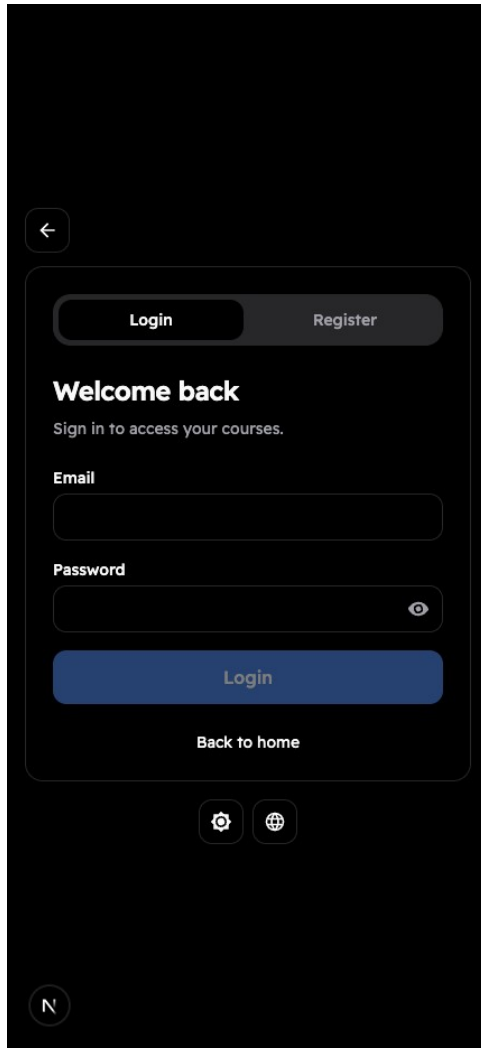 Login
Register
Welcome back
Sign in to access your courses.
Email
Password
Login
Back to home
N